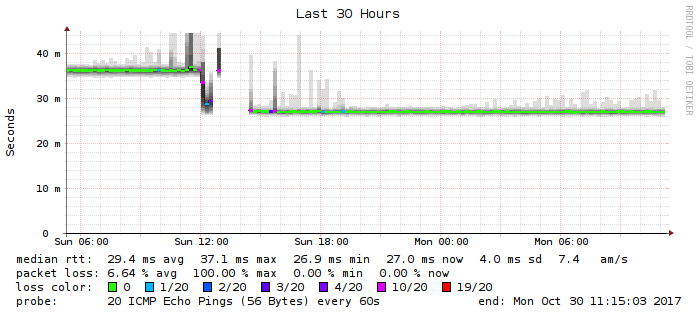 Last 30 Hours
RRDTOOL / TOBI OETIKER
Seconds
40 m
30 m
20 m
10 m
0
Sun 06:00 Sun 12:00 Sun 18:00 Mon 00:00 Mon 06:00
median rtt: 29.4 ms avg 37.1 ms max 26.9 ms min 27.0 ms now 4.0 ms sd 7.4 am/s
packet loss: 6.64 % avg 100.00 % max 0.00 % min 0.00 % now
loss color: 0 1/20 2/20 3/20 4/20 10/20 19/20
probe: 20 ICMP Echo Pings (56 Bytes) every 60s end: Mon Oct 30 11:15:03 2017